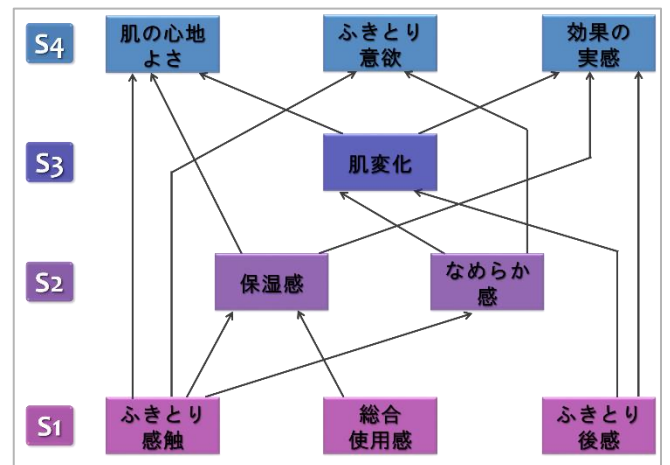 S4
肌の心地
よさ
ふきとり
意欲
効果の
実感
S3
肌変化
S2
保湿感
なめらか
感
S1
ふきとり
感触
総合
使用感
ふきとり
後感